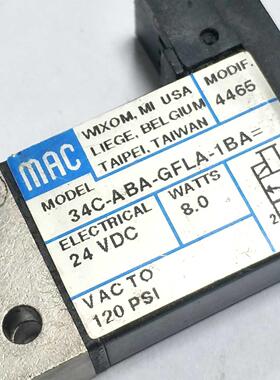 MAC
WIXOM, MI USA
LIEGE, BELGIUM
TAIPEI, TAIWAN
MODIF.
4465
MODEL
34C-ABA-GFLA-1BA=
ELECTRICAL
24 VDC
WATTS
8.0
VAC TO
120 PSI